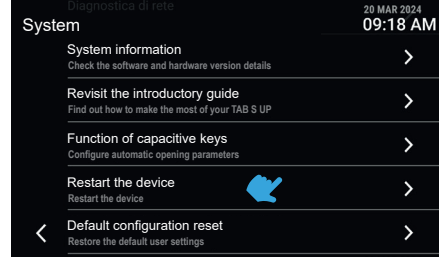 Diagnostica di rete
20 MAR 2024
System
09:18 AM
System information
Check the software and hardware version details
Revisit the introductory guide
Find out how to make the most of your TAB S UP
Function of capacitive keys
Configure automatic opening parameters
Restart the device
Restart the device
Default configuration reset
Restore the default user settings